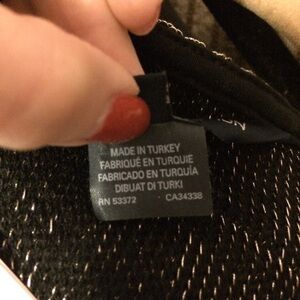 MADE IN TURKEY
FABRIQUÉ EN TURQUIE
FABRICADO EN TURQUÍA
DIBUAT DI TURKI
RN 53372 CA34338